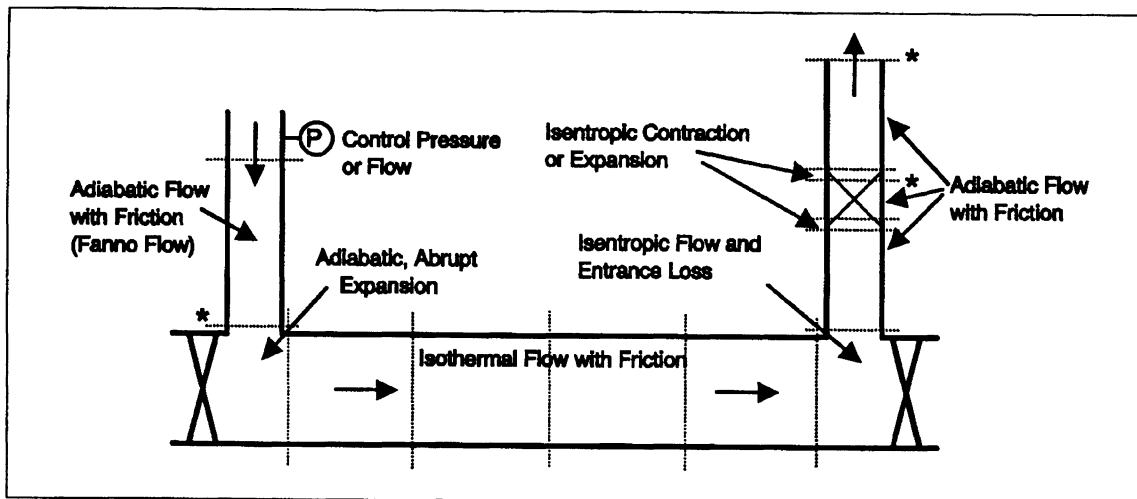 *
P
Control Pressure
or Flow
Isentropic Contraction
or Expansion
*
Adiabatic Flow
with Friction
(Fanno Flow)
Adiabatic Flow
with Friction
Adiabatic, Abrupt
Expansion
Isentropic Flow and
Entrance Loss
*
Isothermal Flow with Friction